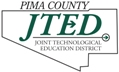 PIMA COUNTY
JTED
JOINT TECHNOLOGICAL
EDUCATION DISTRICT